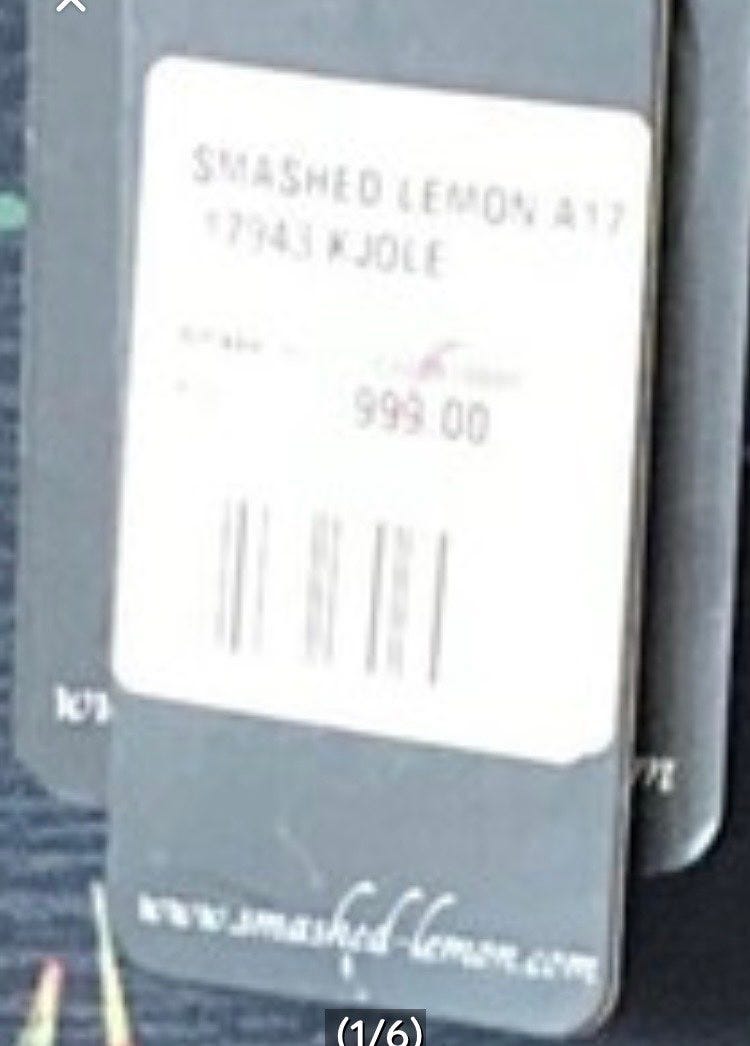 SMASHED LEMON A17
17943 KJOLE
999.00
www.smashed-lemon.com
(1/6)